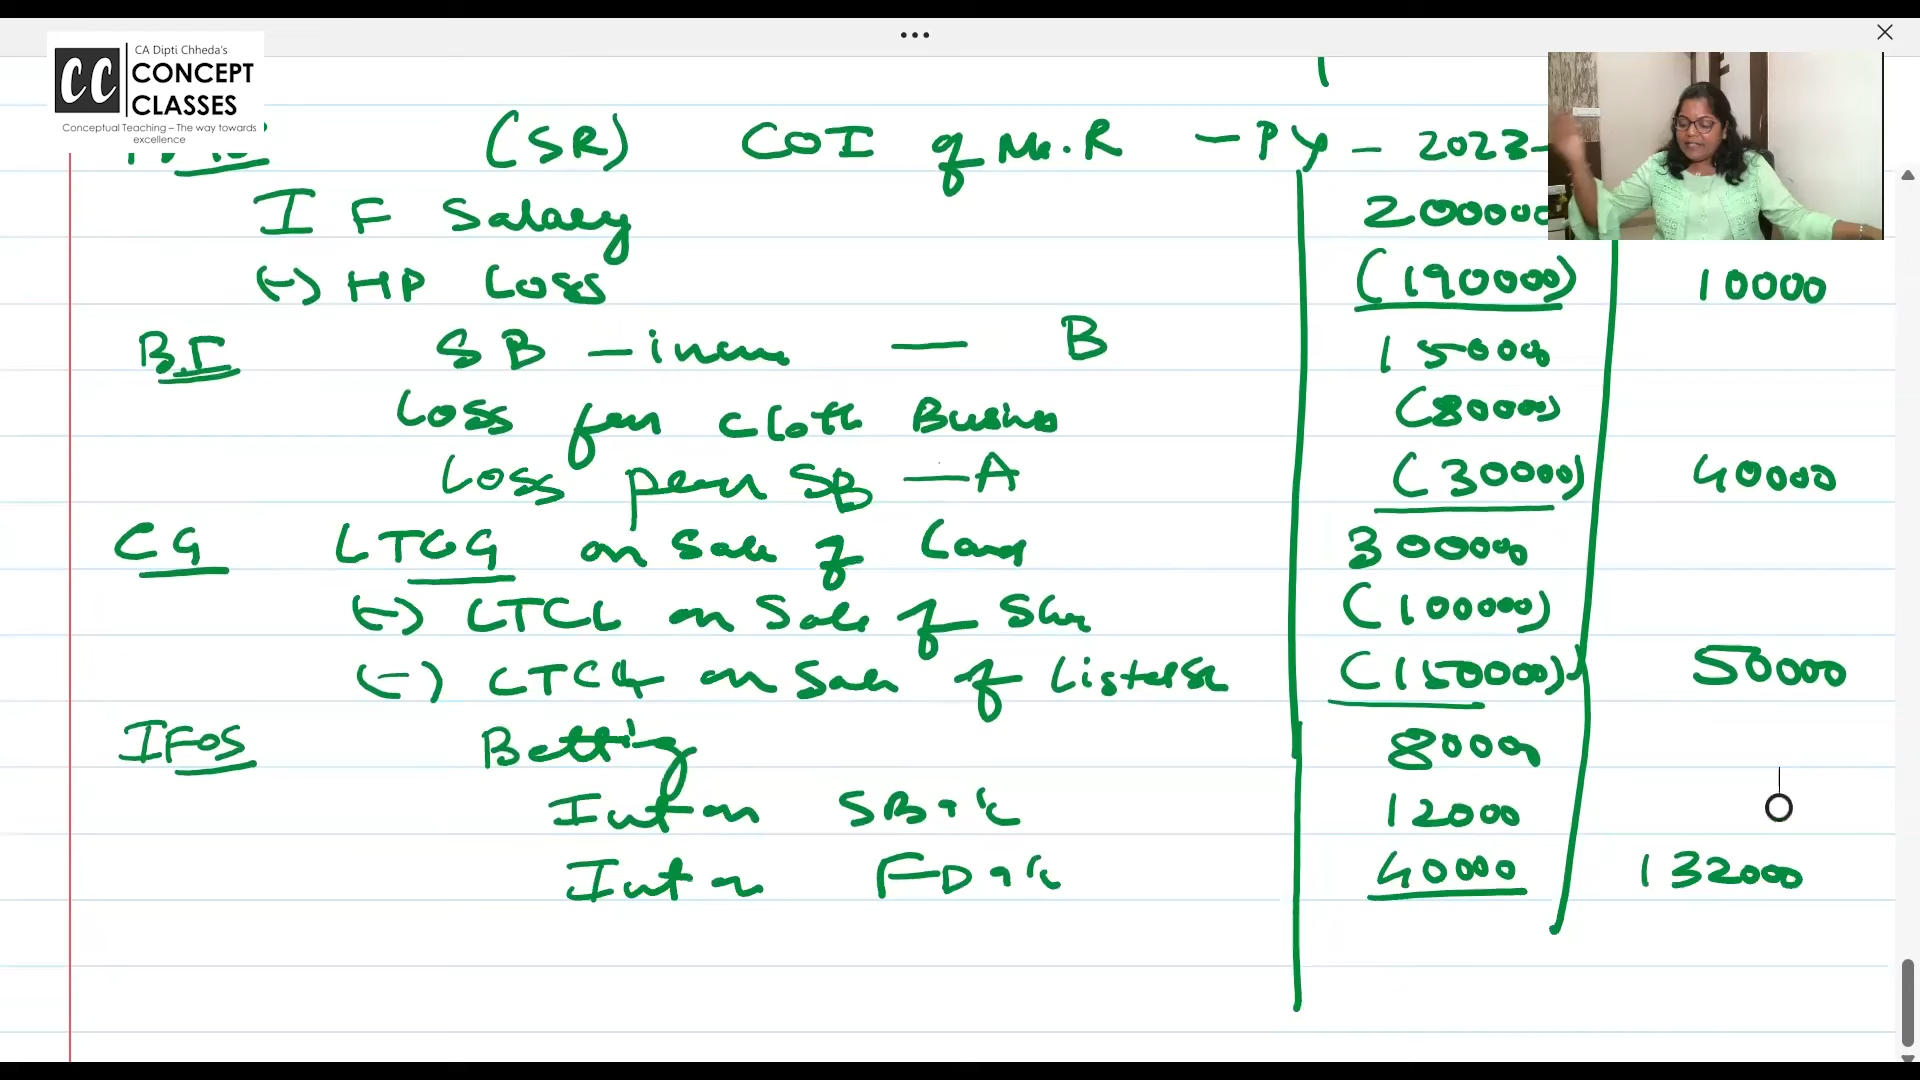 CA Dipti Chheda's
CC CONCEPT
CLASSES
Conceptual Teaching – The way towards
excellence
(SR) COI of Mr. R – PY – 2023-
I F Salary 200000
(-) HP Loss (190000) 10000
B.I SB – income — B 15000
Loss from Cloth Business (8000)
Loss from SB — A (30000) 40000
CG LTCG on Sale of Land 300000
(-) LTCL on Sale of Shr (100000)
(-) LTCL on Sale of Listed Sh (150000) 50000
IFOS Betting 8000
Int on SB a/c 12000
Int on FD a/c 40000 132000